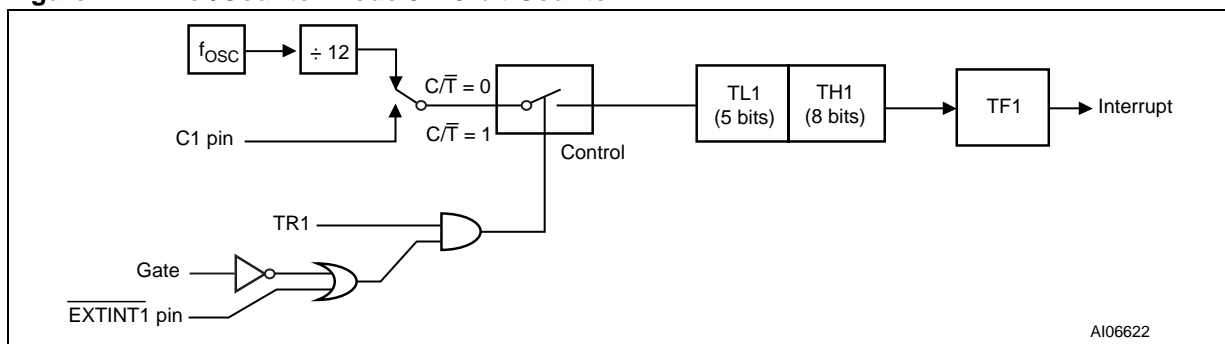 f_OSC
÷ 12
C/T̅ = 0
C1 pin
C/T̅ = 1
Control
TL1
(5 bits)
TH1
(8 bits)
TF1
Interrupt
TR1
Gate
E̅X̅T̅I̅N̅T̅1̅ pin
AI06622